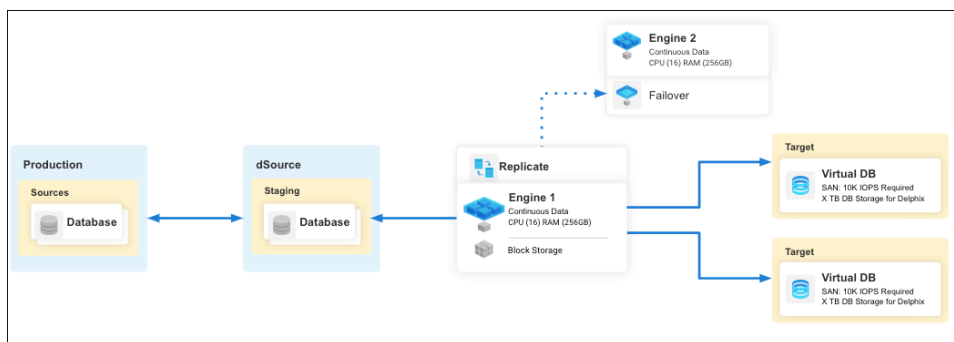 Engine 2
Continuous Data
CPU (16) RAM (256GB)
Failover
Production
Sources
Database
dSource
Staging
Database
Replicate
Engine 1
Continuous Data
CPU (16) RAM (256GB)
Block Storage
Target
Virtual DB
SAN: 10K IOPS Required
X TB DB Storage for Delphix
Target
Virtual DB
SAN: 10K IOPS Required
X TB DB Storage for Delphix